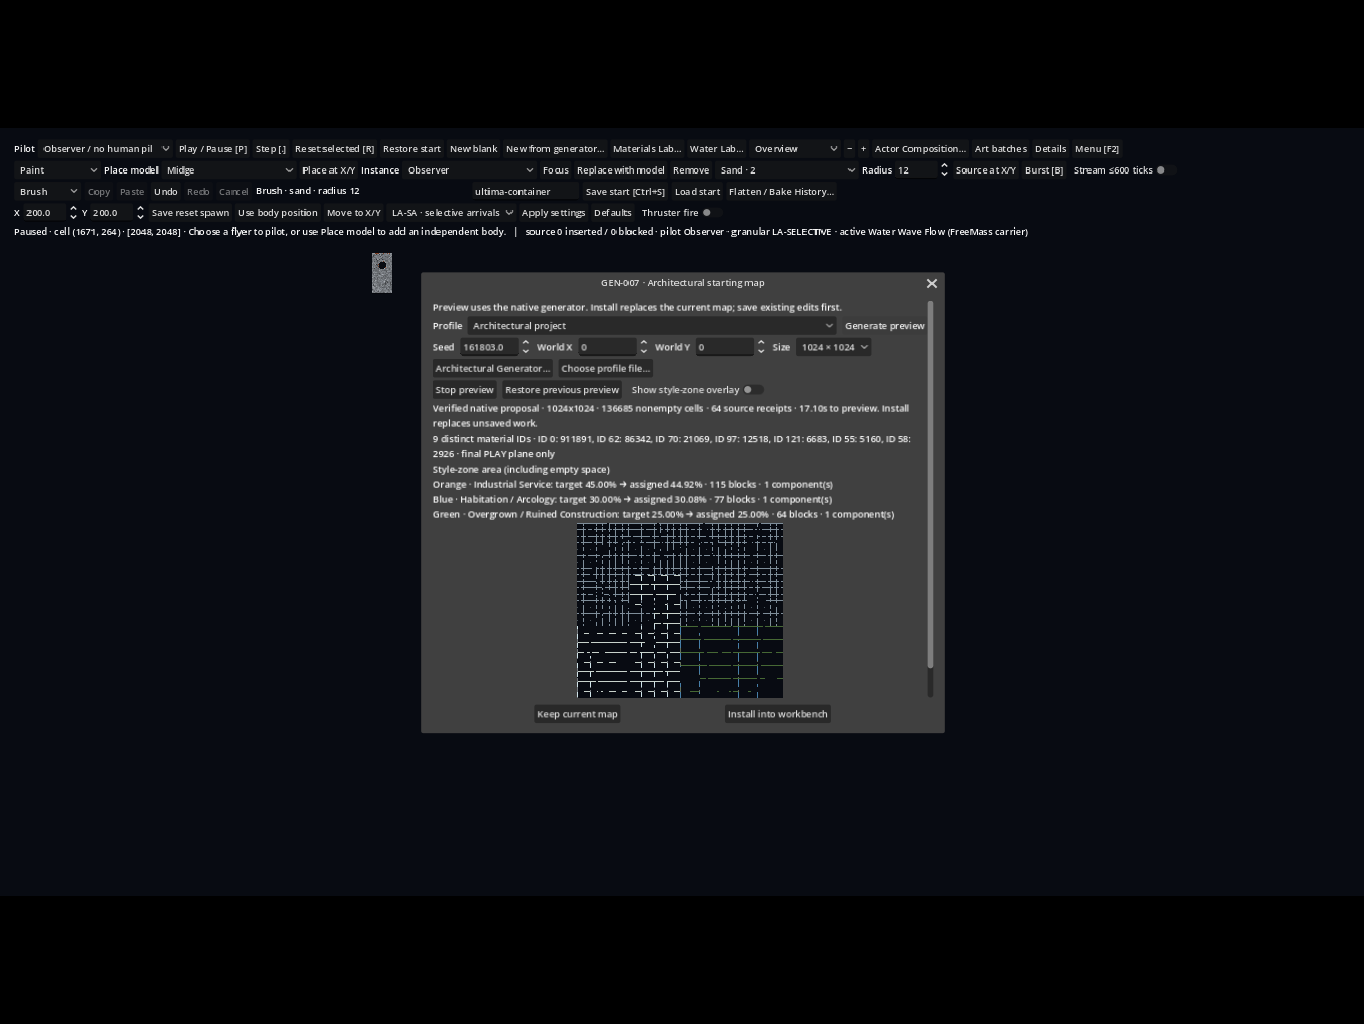 Pilot Observer / no human pil Play / Pause [P] Step [.] Reset selected [R] Restore start New blank New from generator... Materials Lab... Water Lab... Overview − + Actor Composition... Art batches Details Menu [F2]
Paint Place model Midge Place at X/Y Instance Observer Focus Replace with model Remove Sand · 2 Radius 12 Source at X/Y Burst [B] Stream ≤600 ticks
Brush Copy Paste Undo Redo Cancel Brush · sand · radius 12 ultima-container Save start [Ctrl+S] Load start Flatten / Bake History...
X 200.0 Y 200.0 Save reset spawn Use body position Move to X/Y LA-SA · selective arrivals Apply settings Defaults Thruster fire
Paused · cell (1671, 264) · [2048, 2048] · Choose a flyer to pilot, or use Place model to add an independent body. | source 0 inserted / 0 blocked · pilot Observer · granular LA-SELECTIVE · active Water Wave Flow (FreeMass carrier)
GEN-007 · Architectural starting map
Preview uses the native generator. Install replaces the current map; save existing edits first.
Profile Architectural project Generate preview
Seed 161803.0 World X 0 World Y 0 Size 1024 × 1024
Architectural Generator... Choose profile file...
Stop preview Restore previous preview Show style-zone overlay
Verified native proposal · 1024x1024 · 136685 nonempty cells · 64 source receipts · 17.10s to preview. Install
replaces unsaved work.
9 distinct material IDs · ID 0: 911891, ID 62: 86342, ID 70: 21069, ID 97: 12518, ID 121: 6683, ID 55: 5160, ID 58:
2926 · final PLAY plane only
Style-zone area (including empty space)
Orange · Industrial Service: target 45.00% → assigned 44.92% · 115 blocks · 1 component(s)
Blue · Habitation / Arcology: target 30.00% → assigned 30.08% · 77 blocks · 1 component(s)
Green · Overgrown / Ruined Construction: target 25.00% → assigned 25.00% · 64 blocks · 1 component(s)
Keep current map Install into workbench